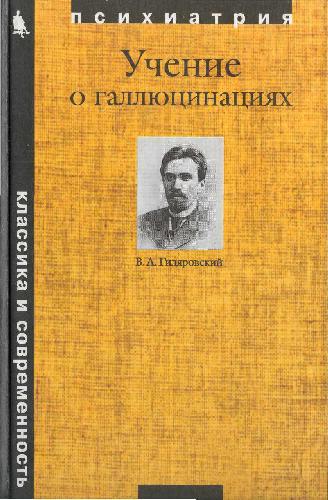 психиатрия
Учение
о галлюцинациях
В. А. Гиляровский
классика и современность